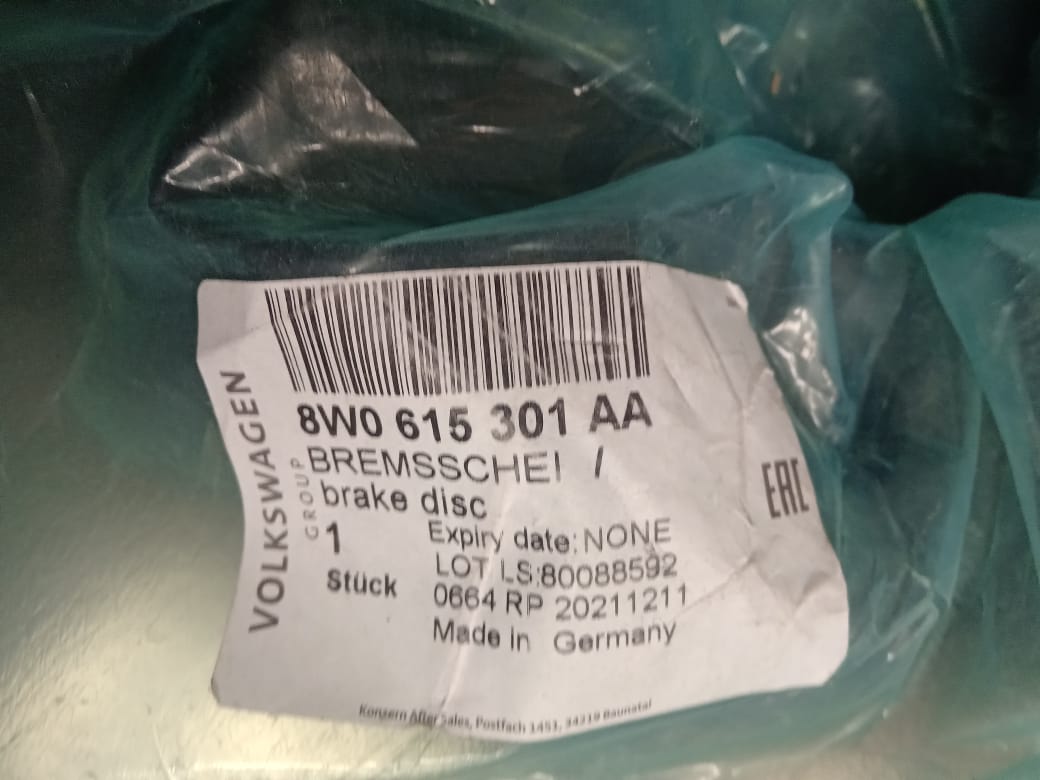 8W0 615 301 AA
BREMSSCHEI /
brake disc
1
Stück
Expiry date: NONE
LOT LS:80088592
0664 RP 20211211
Made in Germany
VOLKSWAGEN
GROUP
EAC
Konzern After Sales, Postfach 1451, 34219 Baunatal